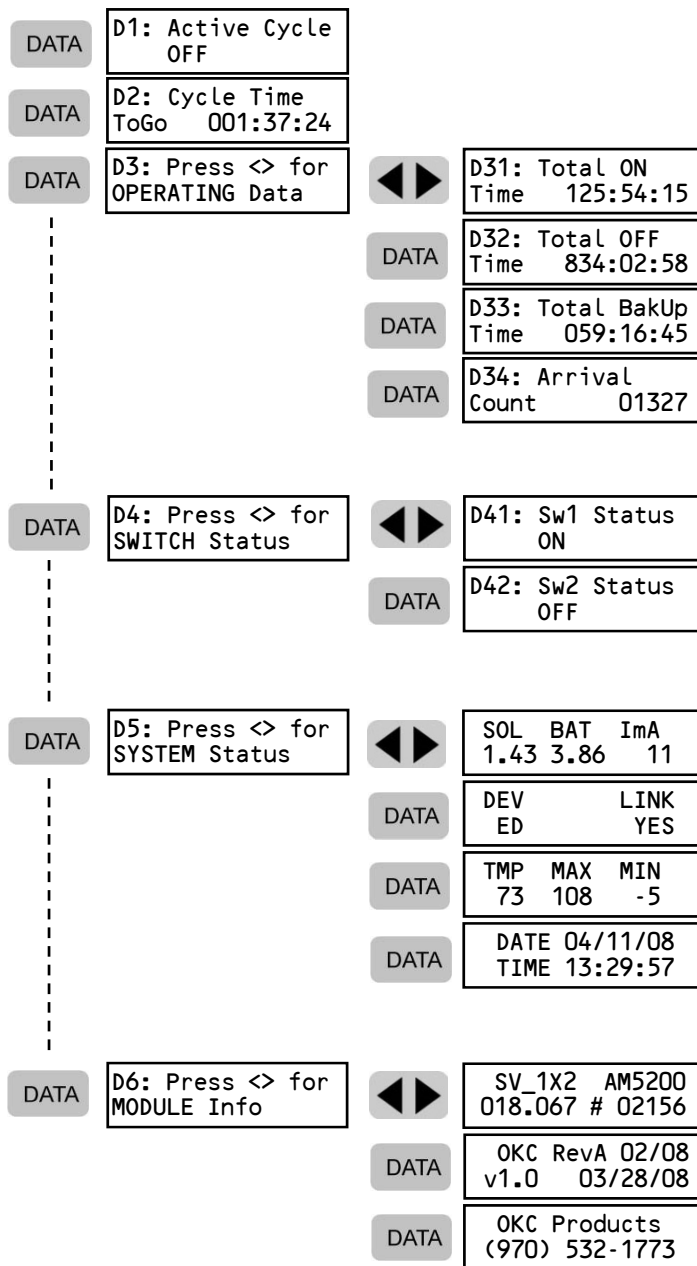 DATA
D1: Active Cycle
OFF
DATA
D2: Cycle Time
ToGo 001:37:24
DATA
D3: Press <> for
OPERATING Data
D31: Total ON
Time 125:54:15
DATA
D32: Total OFF
Time 834:02:58
DATA
D33: Total BakUp
Time 059:16:45
DATA
D34: Arrival
Count 01327
DATA
D4: Press <> for
SWITCH Status
D41: Sw1 Status
ON
DATA
D42: Sw2 Status
OFF
DATA
D5: Press <> for
SYSTEM Status
SOL BAT ImA
1.43 3.86 11
DATA
DEV LINK
ED YES
DATA
TMP MAX MIN
73 108 -5
DATA
DATE 04/11/08
TIME 13:29:57
DATA
D6: Press <> for
MODULE Info
SV_1X2 AM5200
018.067 # 02156
DATA
OKC RevA 02/08
v1.0 03/28/08
DATA
OKC Products
(970) 532-1773